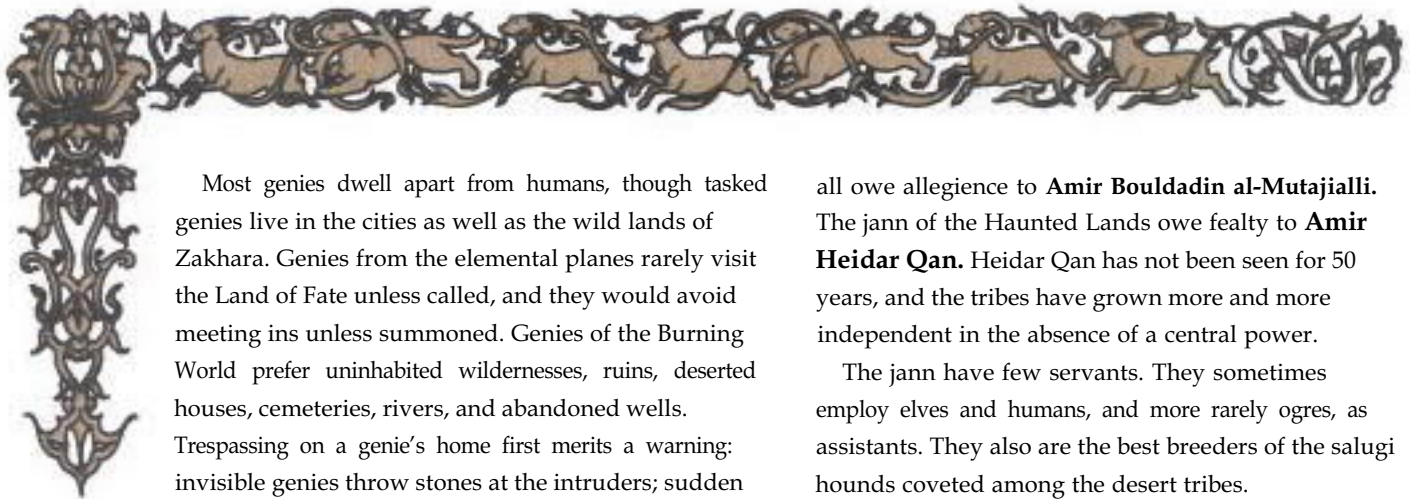 Most genies dwell apart from humans, though tasked
genies live in the cities as well as the wild lands of
Zakhara. Genies from the elemental planes rarely visit
the Land of Fate unless called, and they would avoid
meeting ins unless summoned. Genies of the Burning
World prefer uninhabited wildernesses, ruins, deserted
houses, cemeteries, rivers, and abandoned wells.
Trespassing on a genie's home first merits a warning:
invisible genies throw stones at the intruders; sudden
all owe allegience to Amir Bouldadin al-Mutajialli.
The jann of the Haunted Lands owe fealty to Amir
Heidar Qan. Heidar Qan has not been seen for 50
years, and the tribes have grown more and more
independent in the absence of a central power.
The jann have few servants. They sometimes
employ elves and humans, and more rarely ogres, as
assistants. They also are the best breeders of the salugi
hounds coveted among the desert tribes.